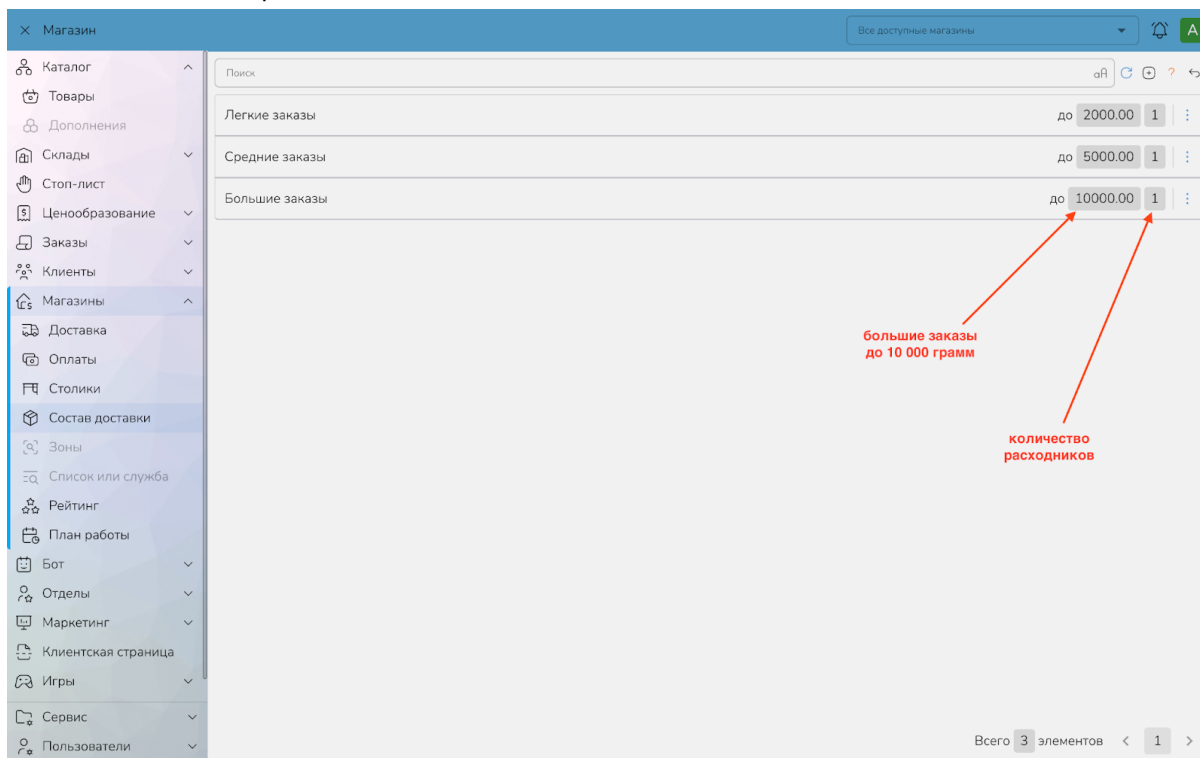 Магазин
Все доступные магазины
A
Каталог
Товары
Дополнения
Склады
Стоп-лист
Ценообразование
Заказы
Клиенты
Магазины
Доставка
Оплаты
Столики
Состав доставки
Зоны
Список или служба
Рейтинг
План работы
Бот
Отделы
Маркетинг
Клиентская страница
Игры
Сервис
Пользователи
Поиск
aA
?
Легкие заказы до 2000.00 1
Средние заказы до 5000.00 1
Большие заказы до 10000.00 1
большие заказы
до 10 000 грамм
количество
расходников
Всего 3 элементов < 1 >